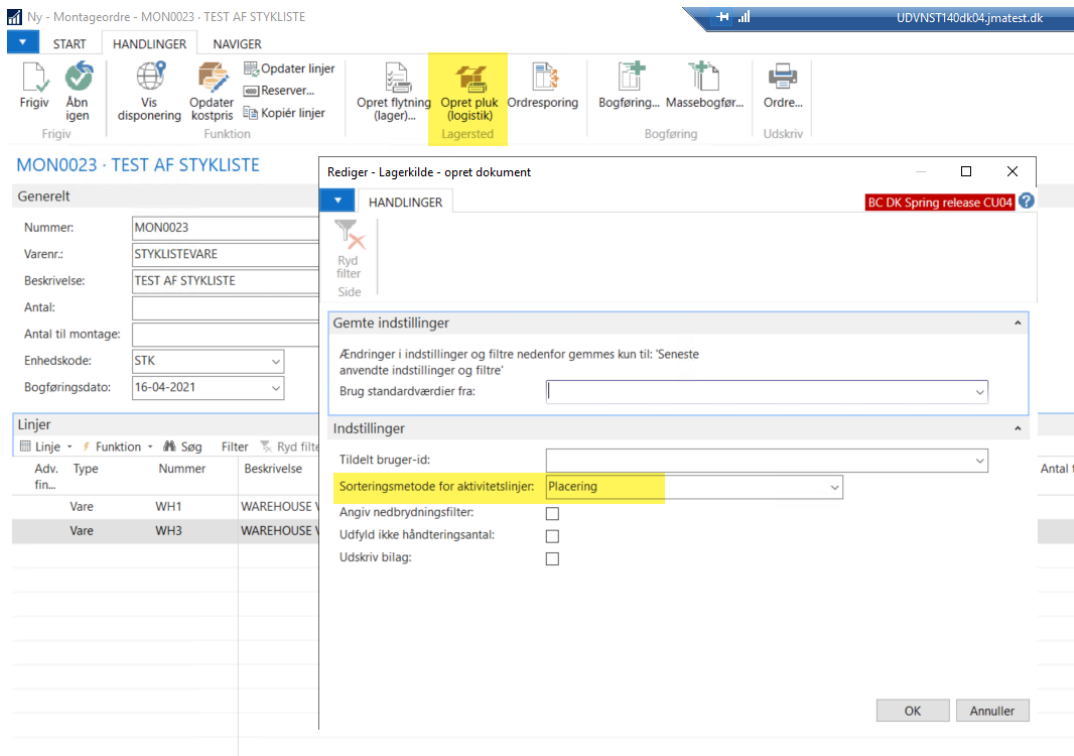 Ny - Montageordre - MON0023 · TEST AF STYKLISTE
UDVNST140dk04.jmatest.dk
START HANDLINGER NAVIGER
Frigiv
Åbn igen
Vis disponering
Opdater kostpris
Opdater linjer
Reserver...
Kopiér linjer
Opret flytning (lager)...
Opret pluk (logistik)
Ordresporing
Bogføring...
Massebogfør...
Ordre...
Frigiv
Funktion
Lagersted
Bogføring
Udskriv
MON0023 · TEST AF STYKLISTE
Generelt
Nummer: MON0023
Varenr.: STYKLISTEVARE
Beskrivelse: TEST AF STYKLISTE
Antal:
Antal til montage:
Enhedskode: STK
Bogføringsdato: 16-04-2021
Linjer
Linje Funktion Søg Filter Ryd filte
Adv. fin... Type Nummer Beskrivelse Antal t
Vare WH1 WAREHOUSE V
Vare WH3 WAREHOUSE V
Rediger - Lagerkilde - opret dokument
HANDLINGER
BC DK Spring release CU04
Ryd
filter
Side
Gemte indstillinger
Ændringer i indstillinger og filtre nedenfor gemmes kun til: 'Seneste
anvendte indstillinger og filtre'
Brug standardværdier fra:
Indstillinger
Tildelt bruger-id:
Sorteringsmetode for aktivitetslinjer: Placering
Angiv nedbrydningsfilter:
Udfyld ikke håndteringsantal:
Udskriv bilag:
OK Annuller